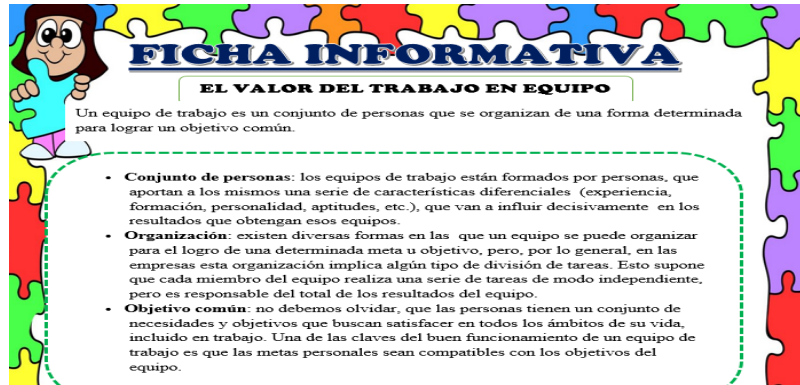 FICHA INFORMATIVA
EL VALOR DEL TRABAJO EN EQUIPO
Un equipo de trabajo es un conjunto de personas que se organizan de una forma determinada
para lograr un objetivo común.
• Conjunto de personas: los equipos de trabajo están formados por personas, que
aportan a los mismos una serie de características diferenciales (experiencia,
formación, personalidad, aptitudes, etc.), que van a influir decisivamente en los
resultados que obtengan esos equipos.
• Organización: existen diversas formas en las que un equipo se puede organizar
para el logro de una determinada meta u objetivo, pero, por lo general, en las
empresas esta organización implica algún tipo de división de tareas. Esto supone
que cada miembro del equipo realiza una serie de tareas de modo independiente,
pero es responsable del total de los resultados del equipo.
• Objetivo común: no debemos olvidar, que las personas tienen un conjunto de
necesidades y objetivos que buscan satisfacer en todos los ámbitos de su vida,
incluido en trabajo. Una de las claves del buen funcionamiento de un equipo de
trabajo es que las metas personales sean compatibles con los objetivos del
equipo.